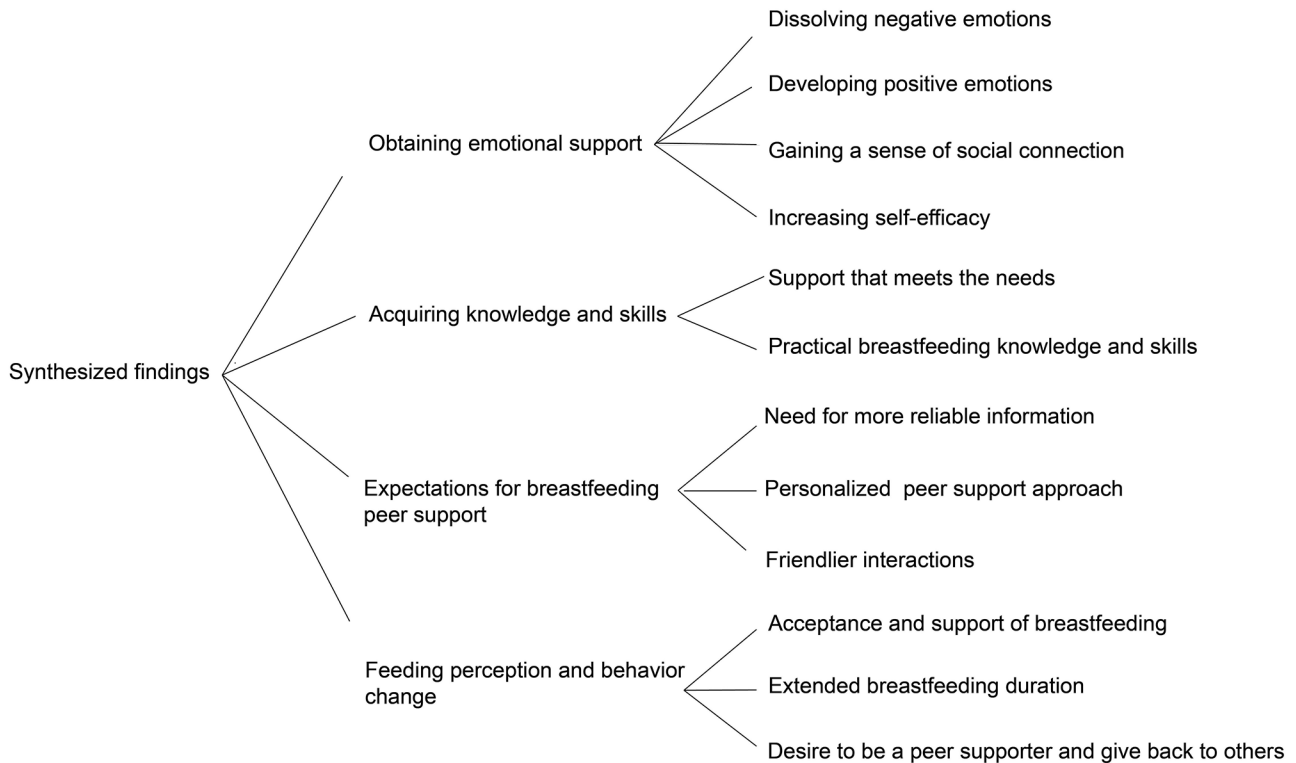 Synthesized findings
Obtaining emotional support
Dissolving negative emotions
Developing positive emotions
Gaining a sense of social connection
Increasing self-efficacy
Acquiring knowledge and skills
Support that meets the needs
Practical breastfeeding knowledge and skills
Expectations for breastfeeding
peer support
Need for more reliable information
Personalized  peer support approach
Friendlier interactions
Feeding perception and behavior
change
Acceptance and support of breastfeeding
Extended breastfeeding duration
Desire to be a peer supporter and give back to others